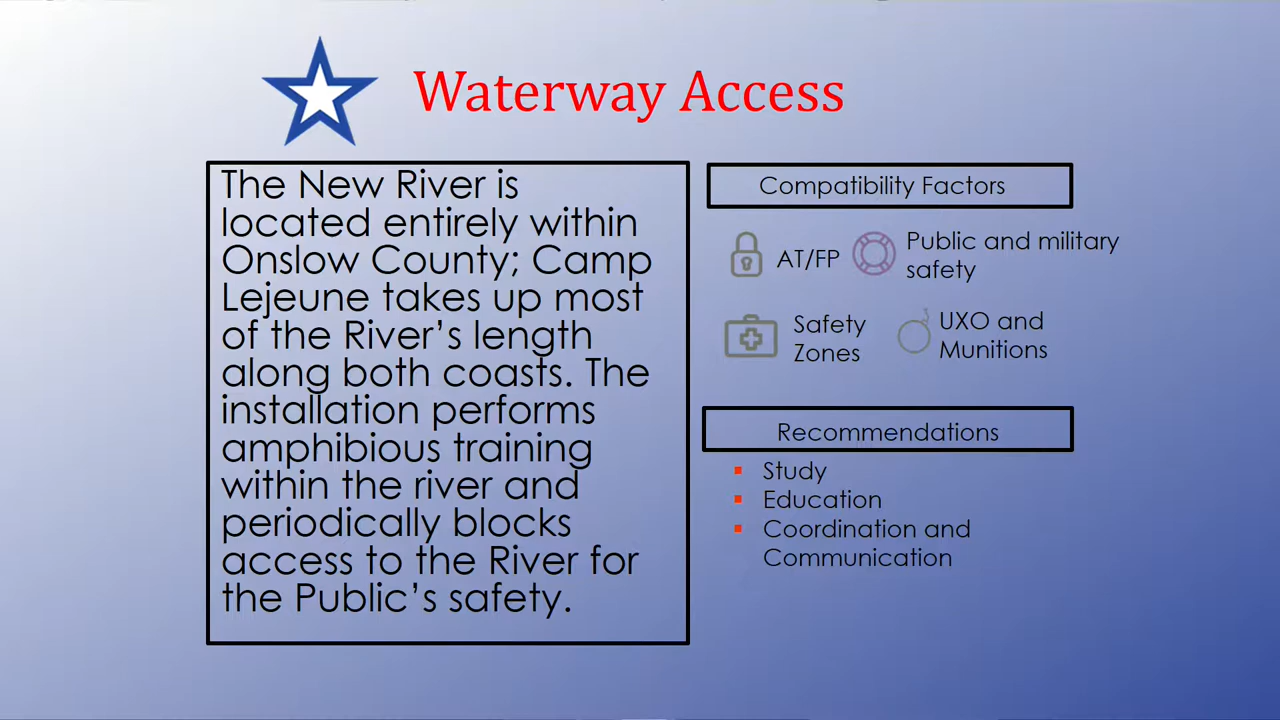 Waterway Access
The New River is
located entirely within
Onslow County; Camp
Lejeune takes up most
of the River’s length
along both coasts. The
installation performs
amphibious training
within the river and
periodically blocks
access to the River for
the Public’s safety.
Compatibility Factors
AT/FP
Public and military
safety
Safety
Zones
UXO and
Munitions
Recommendations
▪ Study
▪ Education
▪ Coordination and
Communication